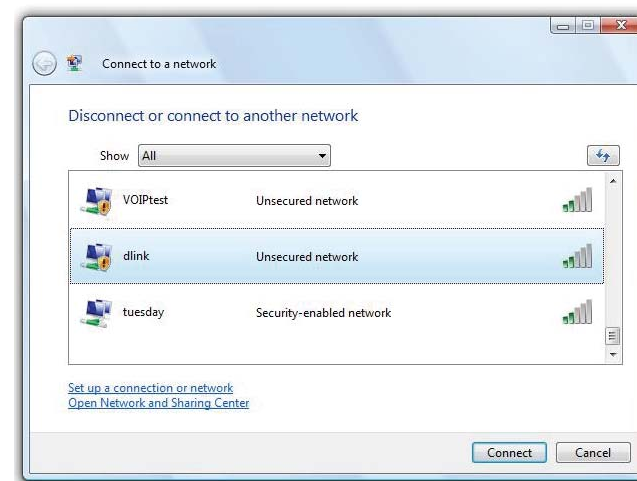 Connect to a network
Disconnect or connect to another network
Show All
VOIPtest Unsecured network
dlink Unsecured network
tuesday Security-enabled network
Set up a connection or network
Open Network and Sharing Center
Connect Cancel